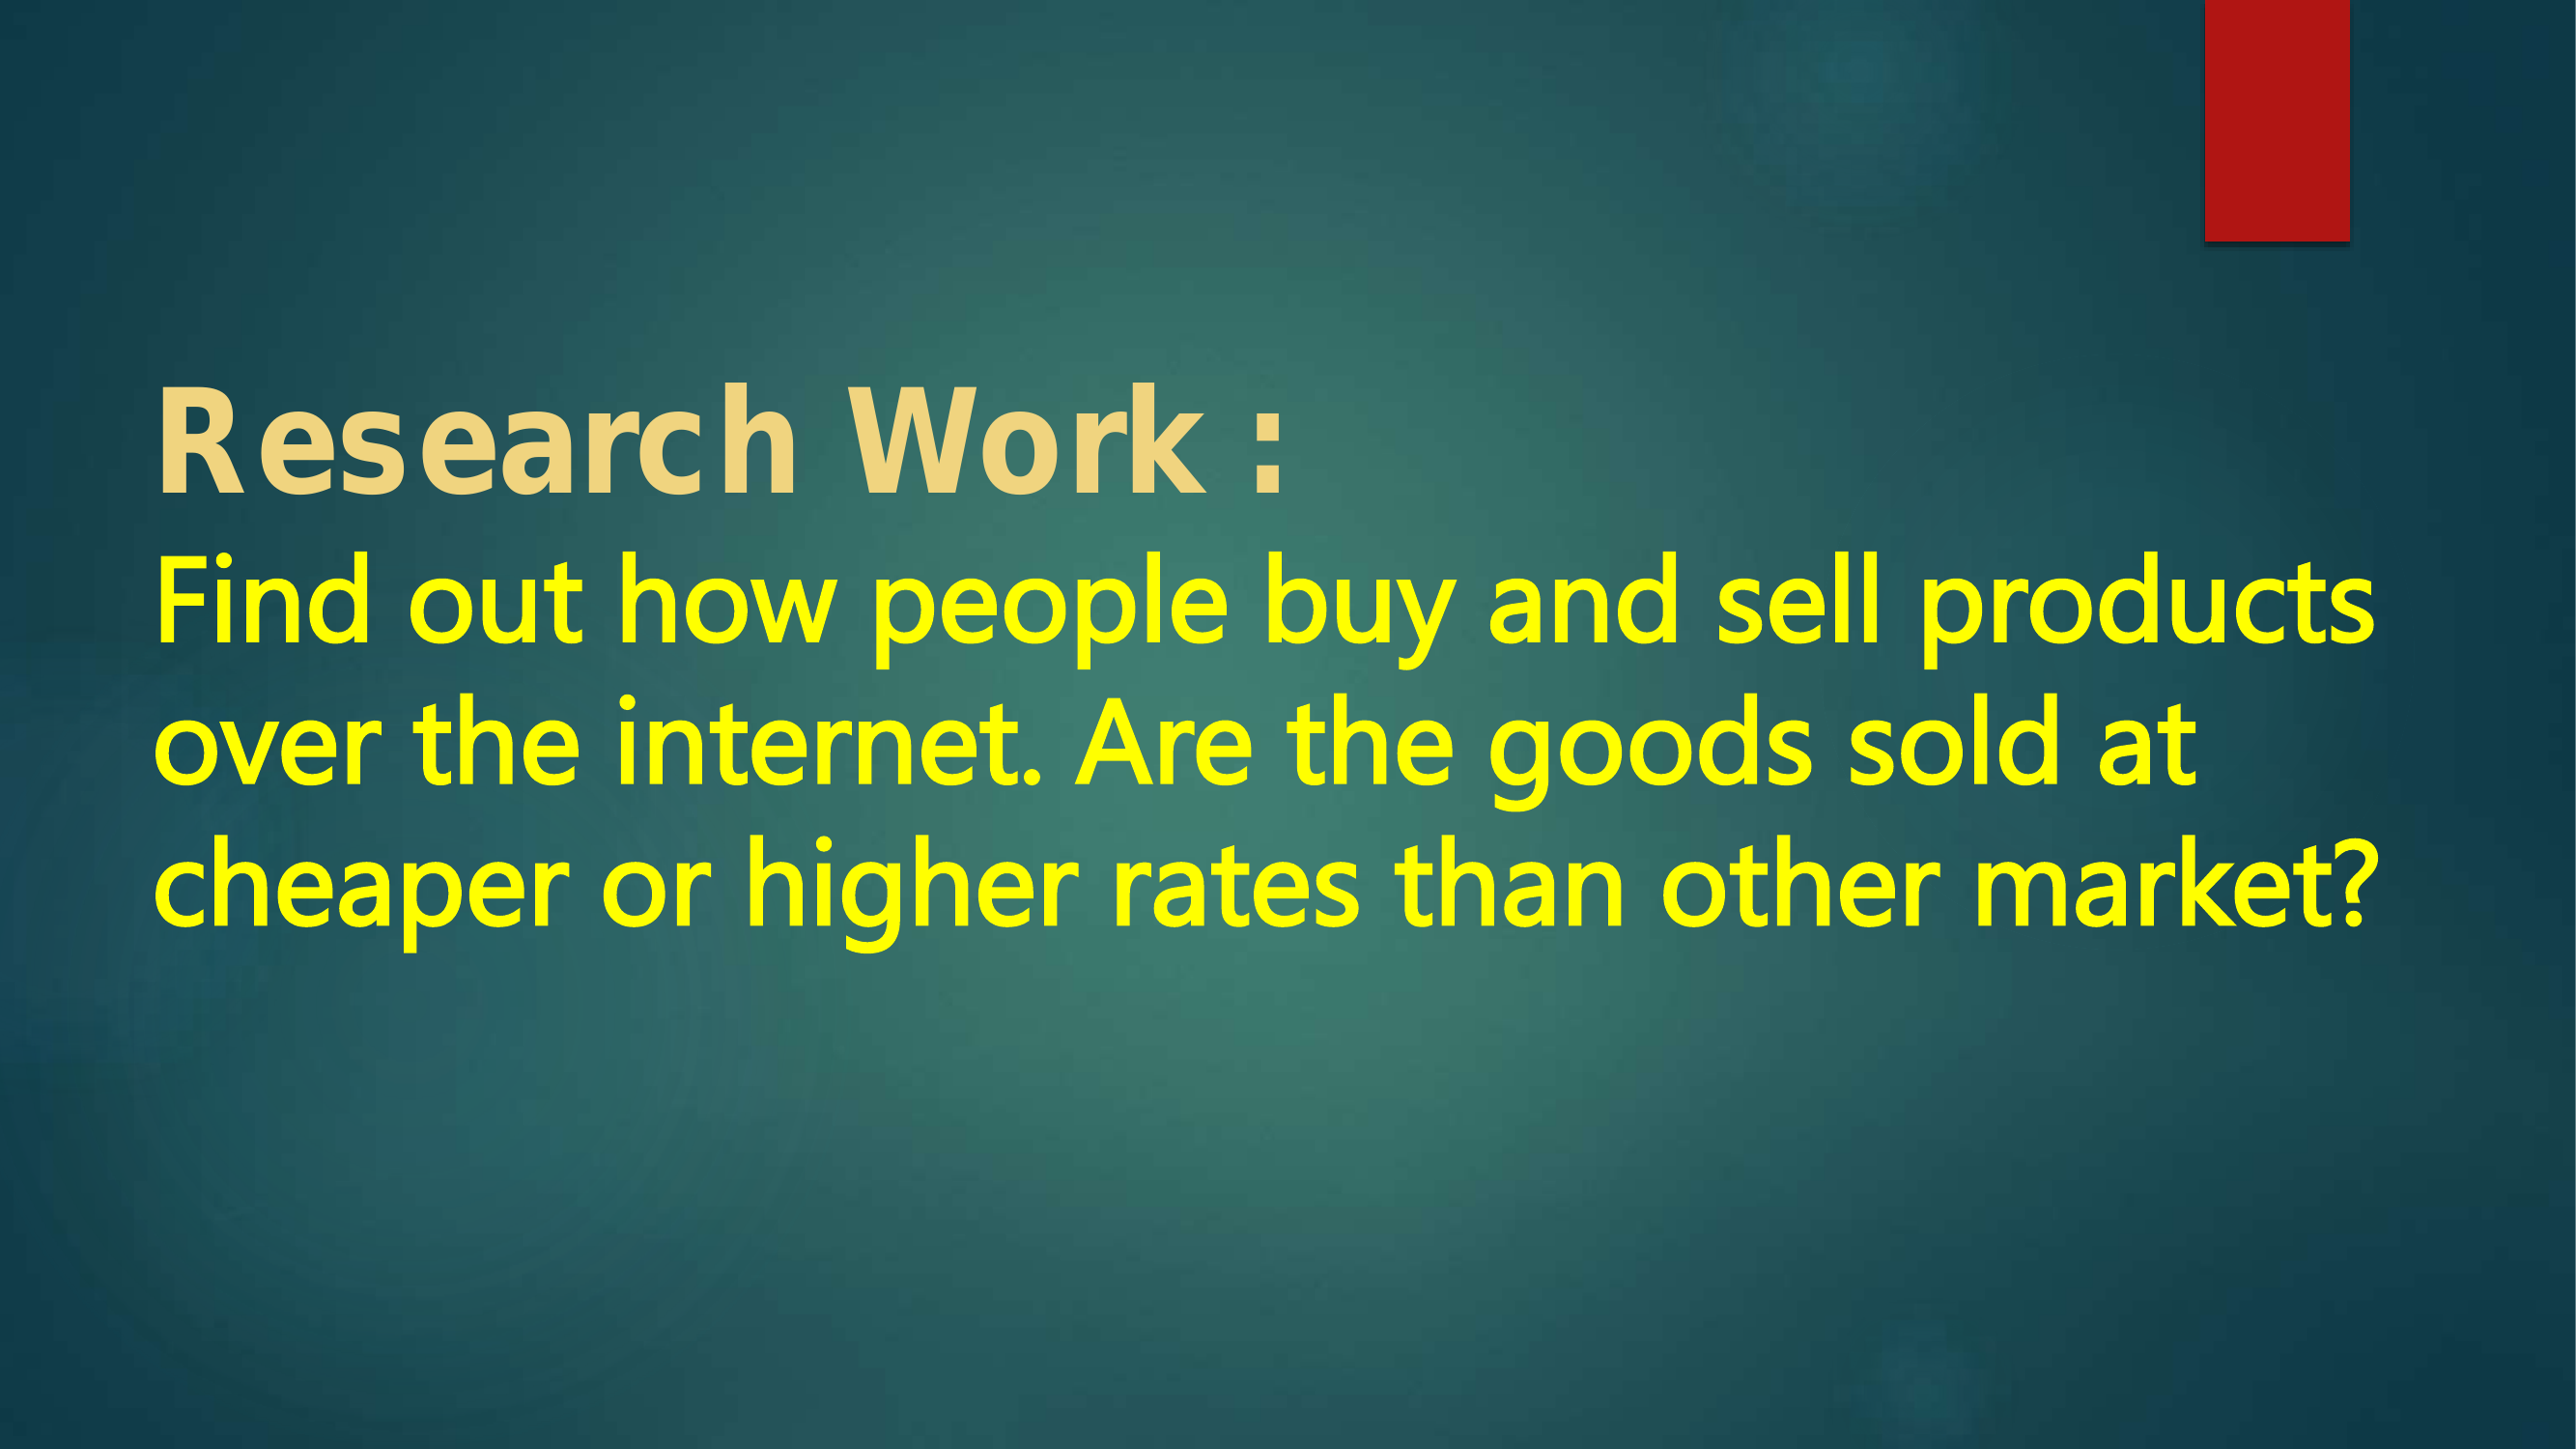 Research Work :
Find out how people buy and sell products
over the internet. Are the goods sold at
cheaper or higher rates than other market?